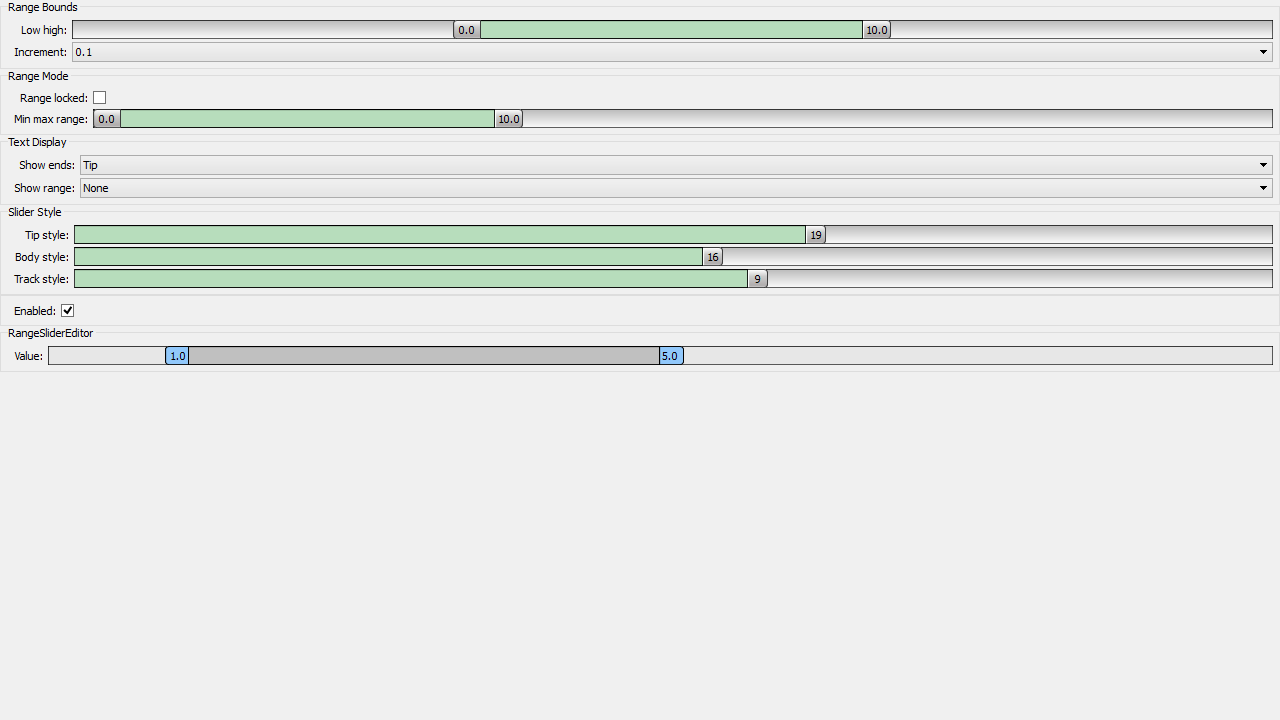 Range Bounds
Low high: 0.0 10.0
Increment: 0.1
Range Mode
Range locked:
Min max range: 0.0 10.0
Text Display
Show ends: Tip
Show range: None
Slider Style
Tip style: 19
Body style: 16
Track style: 9
Enabled:
RangeSliderEditor
Value: 1.0 5.0